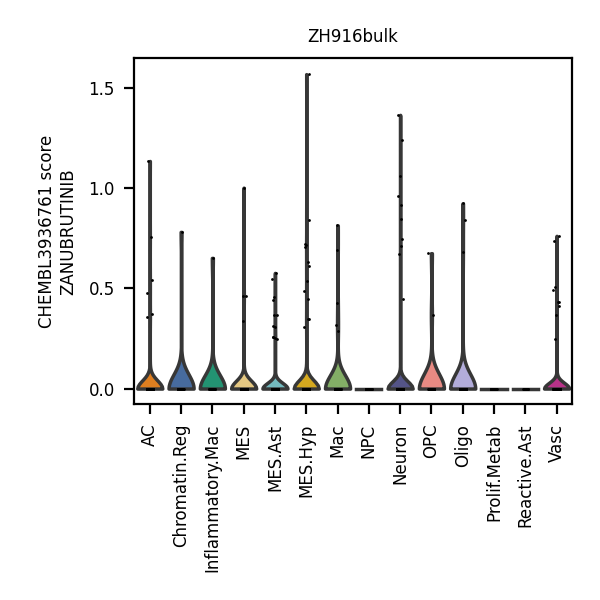 ZH916bulk
CHEMBL3936761 score
ZANUBRUTINIB
1.5
1.0
0.5
0.0
AC
Chromatin.Reg
Inflammatory.Mac
MES
MES.Ast
MES.Hyp
Mac
NPC
Neuron
OPC
Oligo
Prolif.Metab
Reactive.Ast
Vasc